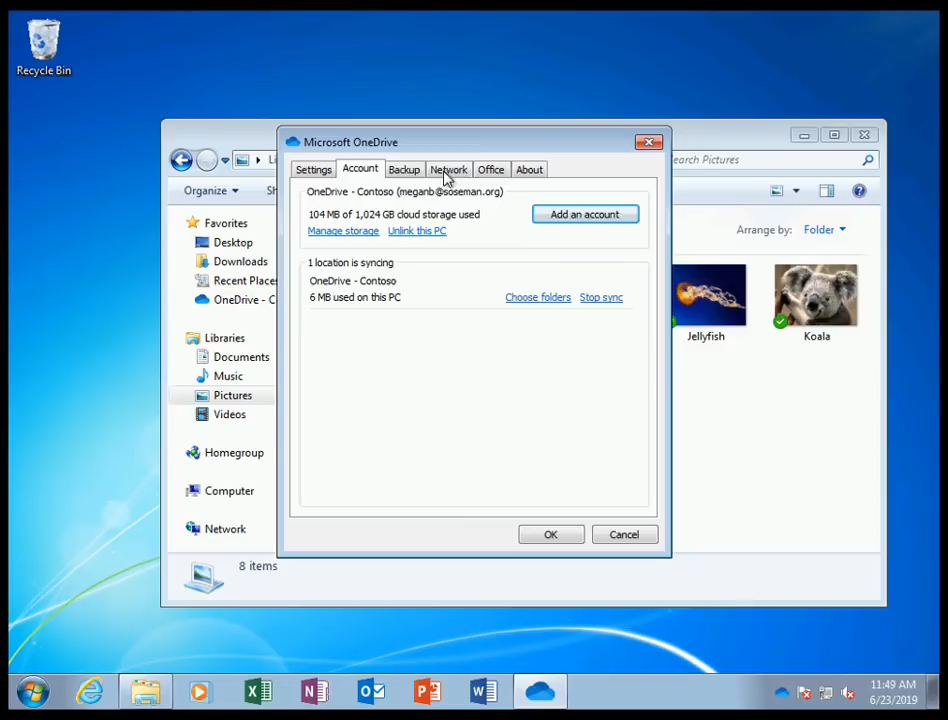 Recycle Bin
Microsoft OneDrive
Search Pictures
Settings Account Backup Network Office About
Organize
OneDrive - Contoso (meganb@soseman.org)
104 MB of 1,024 GB cloud storage used
Add an account
Manage storage Unlink this PC
Arrange by: Folder
1 location is syncing
OneDrive - Contoso
6 MB used on this PC
Choose folders Stop sync
Favorites
Desktop
Downloads
Recent Places
OneDrive - C
Libraries
Documents
Music
Pictures
Videos
Homegroup
Computer
Network
Jellyfish
Koala
OK Cancel
8 items
11:49 AM
6/23/2019